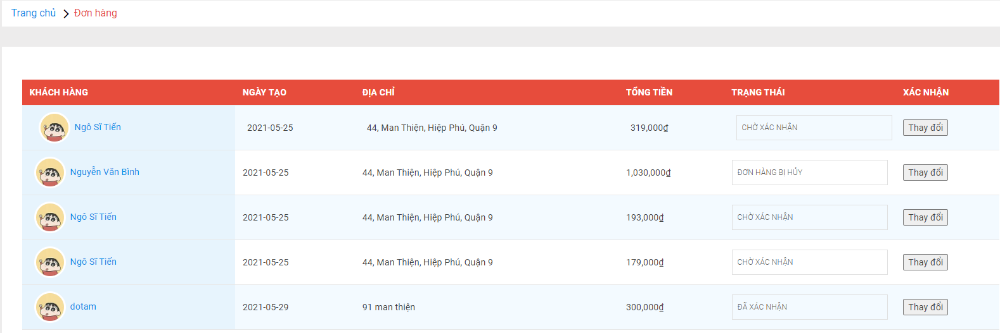 Trang chủ Đơn hàng
KHÁCH HÀNG NGÀY TẠO ĐỊA CHỈ TỔNG TIỀN TRẠNG THÁI XÁC NHẬN
Ngô Sĩ Tiến 2021-05-25 44, Man Thiện, Hiệp Phú, Quận 9 319,000₫ CHỜ XÁC NHẬN Thay đổi
Nguyễn Văn Bình 2021-05-25 44, Man Thiện, Hiệp Phú, Quận 9 1,030,000₫ ĐƠN HÀNG BỊ HỦY Thay đổi
Ngô Sĩ Tiến 2021-05-25 44, Man Thiện, Hiệp Phú, Quận 9 193,000₫ CHỜ XÁC NHẬN Thay đổi
Ngô Sĩ Tiến 2021-05-25 44, Man Thiện, Hiệp Phú, Quận 9 179,000₫ CHỜ XÁC NHẬN Thay đổi
dotam 2021-05-29 91 man thiện 300,000₫ ĐÃ XÁC NHẬN Thay đổi